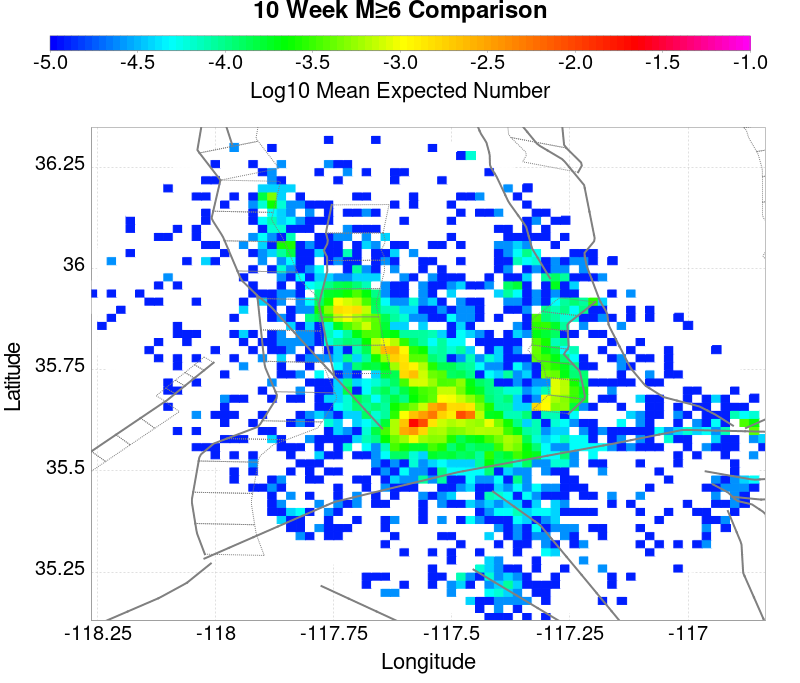 10 Week M≥6 Comparison
-5.0 -4.5 -4.0 -3.5 -3.0 -2.5 -2.0 -1.5 -1.0
Log10 Mean Expected Number
36.25
36
35.75
35.5
35.25
Latitude
-118.25 -118 -117.75 -117.5 -117.25 -117
Longitude